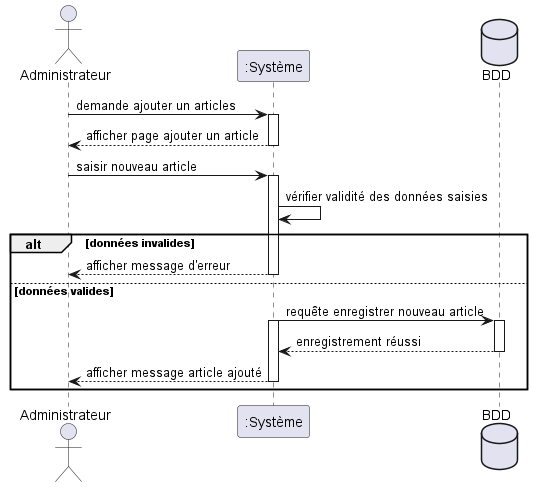 Administrateur
:Système
BDD
demande ajouter un articles
afficher page ajouter un article
saisir nouveau article
vérifier validité des données saisies
alt [données invalides]
afficher message d'erreur
[données valides]
requête enregistrer nouveau article
enregistrement réussi
afficher message article ajouté
Administrateur
:Système
BDD